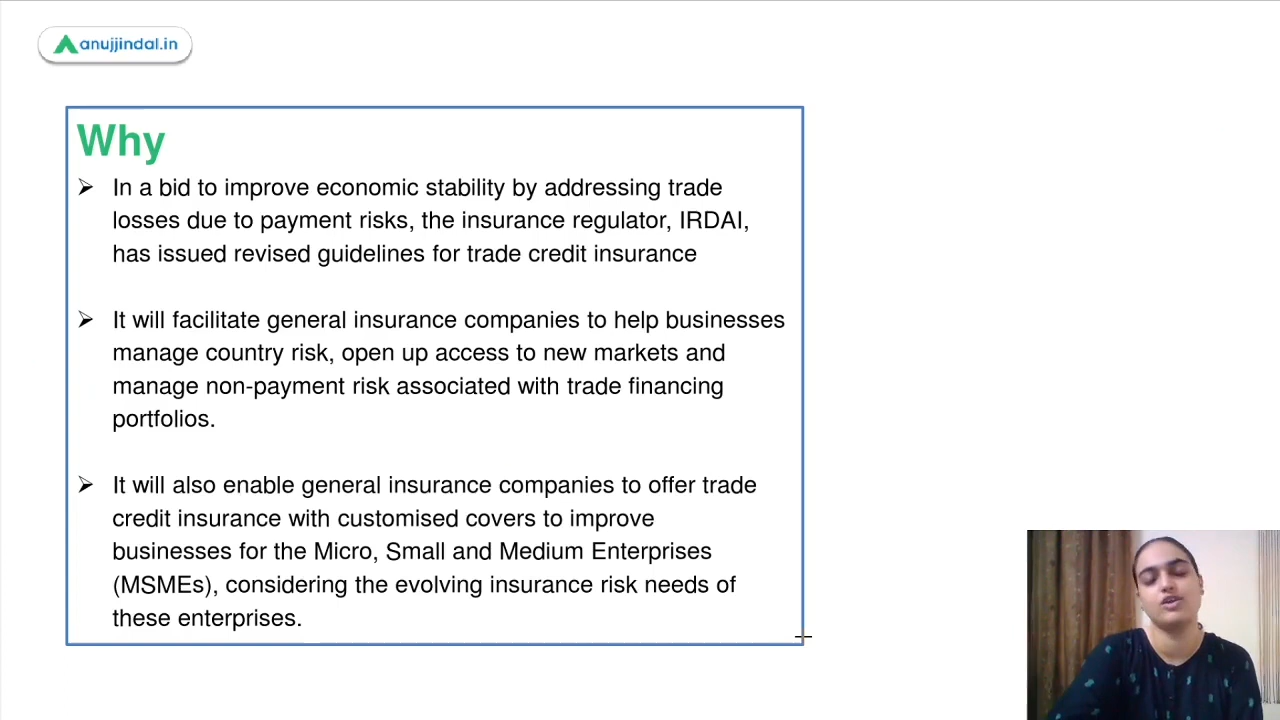 anujjindal.in
Why
➢ In a bid to improve economic stability by addressing trade
losses due to payment risks, the insurance regulator, IRDAI,
has issued revised guidelines for trade credit insurance
➢ It will facilitate general insurance companies to help businesses
manage country risk, open up access to new markets and
manage non-payment risk associated with trade financing
portfolios.
➢ It will also enable general insurance companies to offer trade
credit insurance with customised covers to improve
businesses for the Micro, Small and Medium Enterprises
(MSMEs), considering the evolving insurance risk needs of
these enterprises.